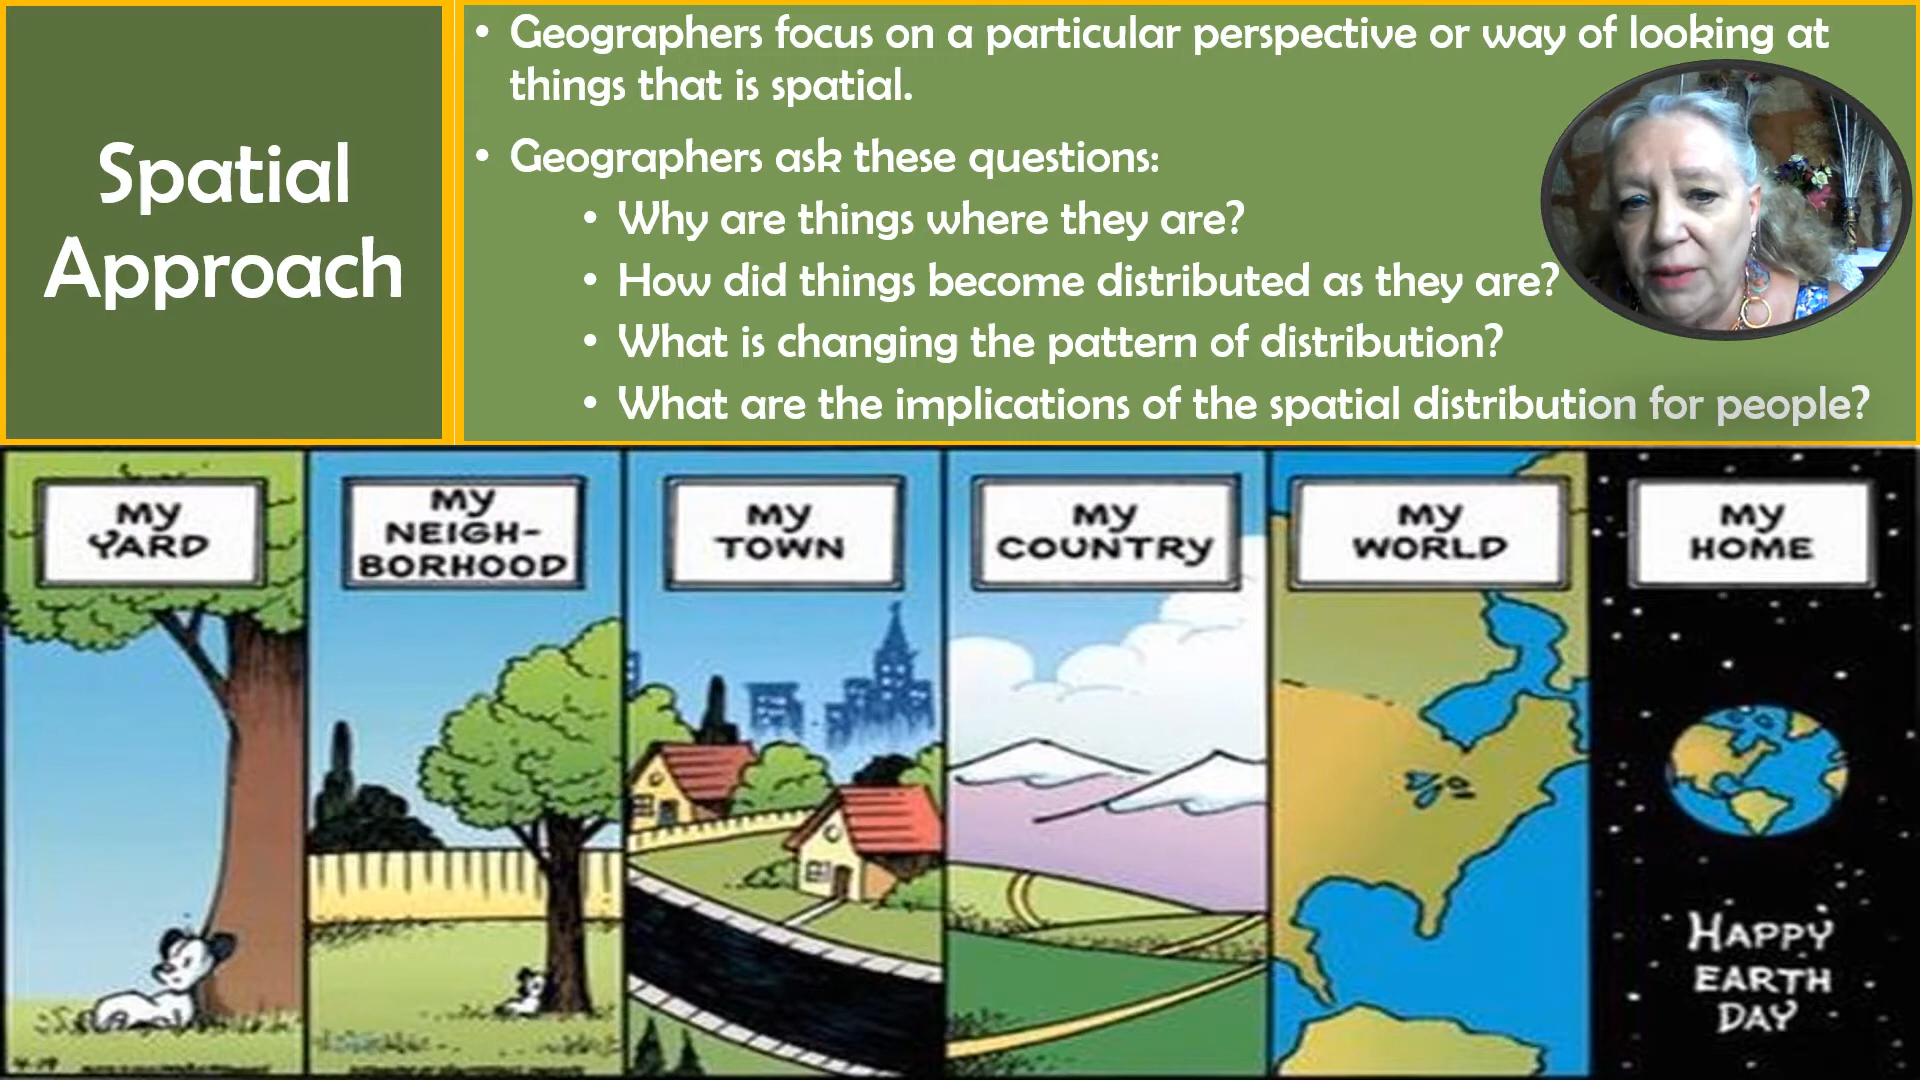 Spatial
Approach
• Geographers focus on a particular perspective or way of looking at
things that is spatial.
• Geographers ask these questions:
• Why are things where they are?
• How did things become distributed as they are?
• What is changing the pattern of distribution?
• What are the implications of the spatial distribution for people?
MY
YARD
MY
NEIGH-
BORHOOD
MY
TOWN
MY
COUNTRY
MY
WORLD
MY
HOME
HAPPY
EARTH
DAY
4-19